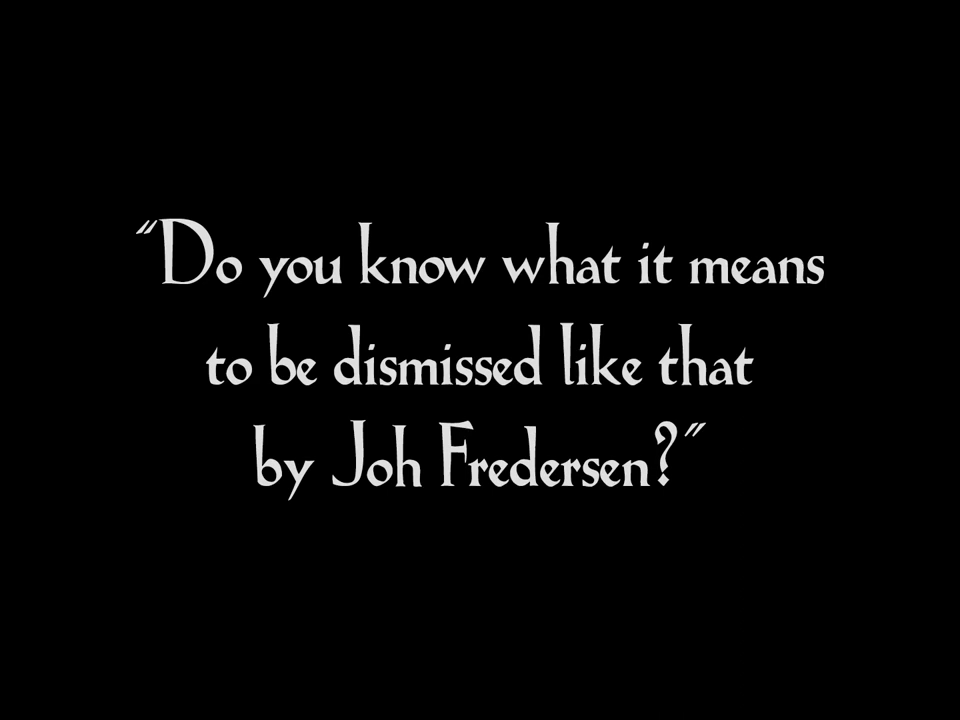 "Do you know what it means
to be dismissed like that
by Joh Fredersen?"